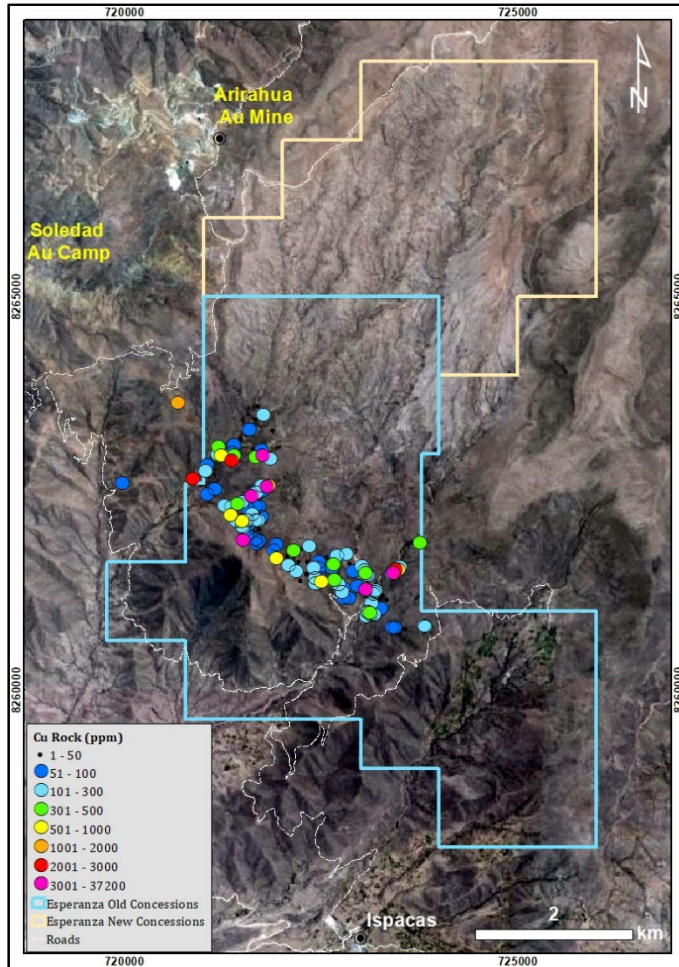 720000
725000
N
Arirahua
Au Mine
Soledad
Au Camp
8265000
8265000
8260000
8260000
Cu Rock (ppm)
1 - 50
51 - 100
101 - 300
301 - 500
501 - 1000
1001 - 2000
2001 - 3000
3001 - 37200
Esperanza Old Concessions
Esperanza New Concessions
Roads
Ispacas
2
km
720000
725000